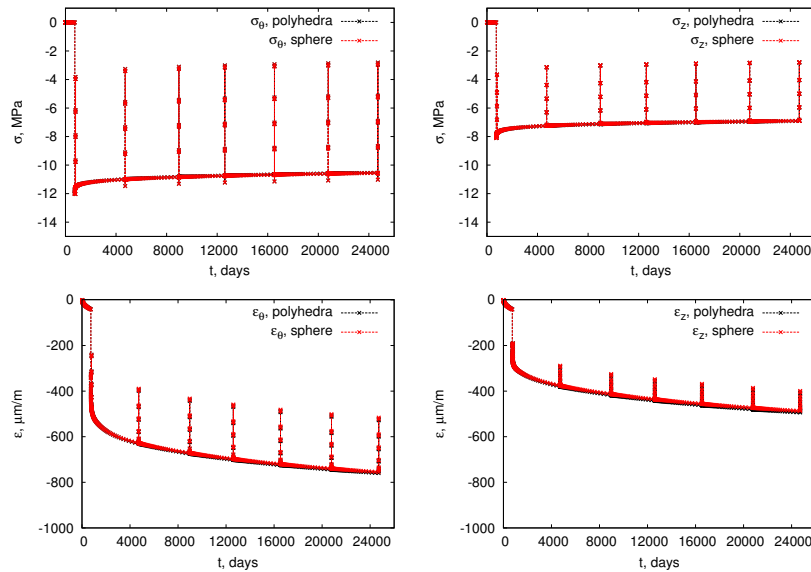 σθ, polyhedra
σθ, sphere
σ, MPa
0
-2
-4
-6
-8
-10
-12
-14
0 4000 8000 12000 16000 20000 24000
t, days
σz, polyhedra
σz, sphere
σ, MPa
0
-2
-4
-6
-8
-10
-12
-14
0 4000 8000 12000 16000 20000 24000
t, days
εθ, polyhedra
εθ, sphere
ε, μm/m
0
-200
-400
-600
-800
-1000
0 4000 8000 12000 16000 20000 24000
t, days
εz, polyhedra
εz, sphere
ε, μm/m
0
-200
-400
-600
-800
-1000
0 4000 8000 12000 16000 20000 24000
t, days